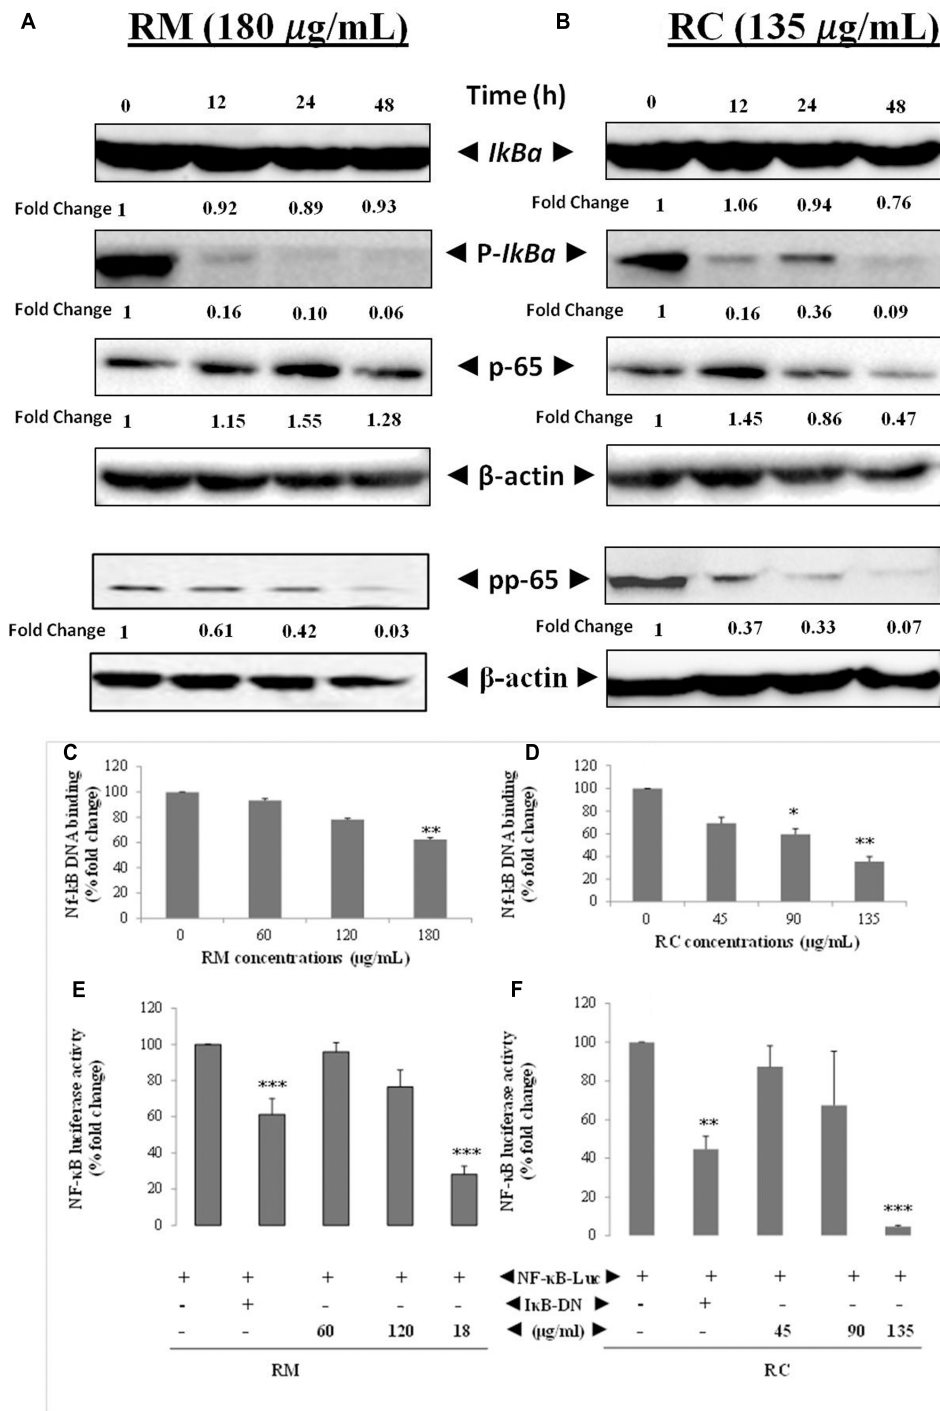 A RM (180 μg/mL) B RC (135 μg/mL)
Time (h)
0 12 24 48 0 12 24 48
◄ IkBa ►
Fold Change 1 0.92 0.89 0.93 Fold Change 1 1.06 0.94 0.76
◄ P-IkBa ►
Fold Change 1 0.16 0.10 0.06 Fold Change 1 0.16 0.36 0.09
◄ p-65 ►
Fold Change 1 1.15 1.55 1.28 Fold Change 1 1.45 0.86 0.47
◄ β-actin ►
◄ pp-65 ►
Fold Change 1 0.61 0.42 0.03 Fold Change 1 0.37 0.33 0.07
◄ β-actin ►
C
Nf-kB DNA binding
(% fold change)
120
100
80
60
40
20
0
**
0 60 120 180
RM concentrations (μg/mL)
D
Nf-kB DNA binding
(% fold change)
120
100
80
60
40
20
0
* **
0 45 90 135
RC concentrations (μg/mL)
E
NF-κB luciferase activty
(% fold change)
120
100
80
60
40
20
0
*** ***
F
NF-κB luciferase activity
(% fold change)
120
100
80
60
40
20
0
** ***
+ + + + + ◄NF-κB-Luc► + + + + +
- + - - - ◄IκB-DN ► - + - - -
- - 60 120 18 ◄ (μg/ml) ► - - 45 90 135
RM RC